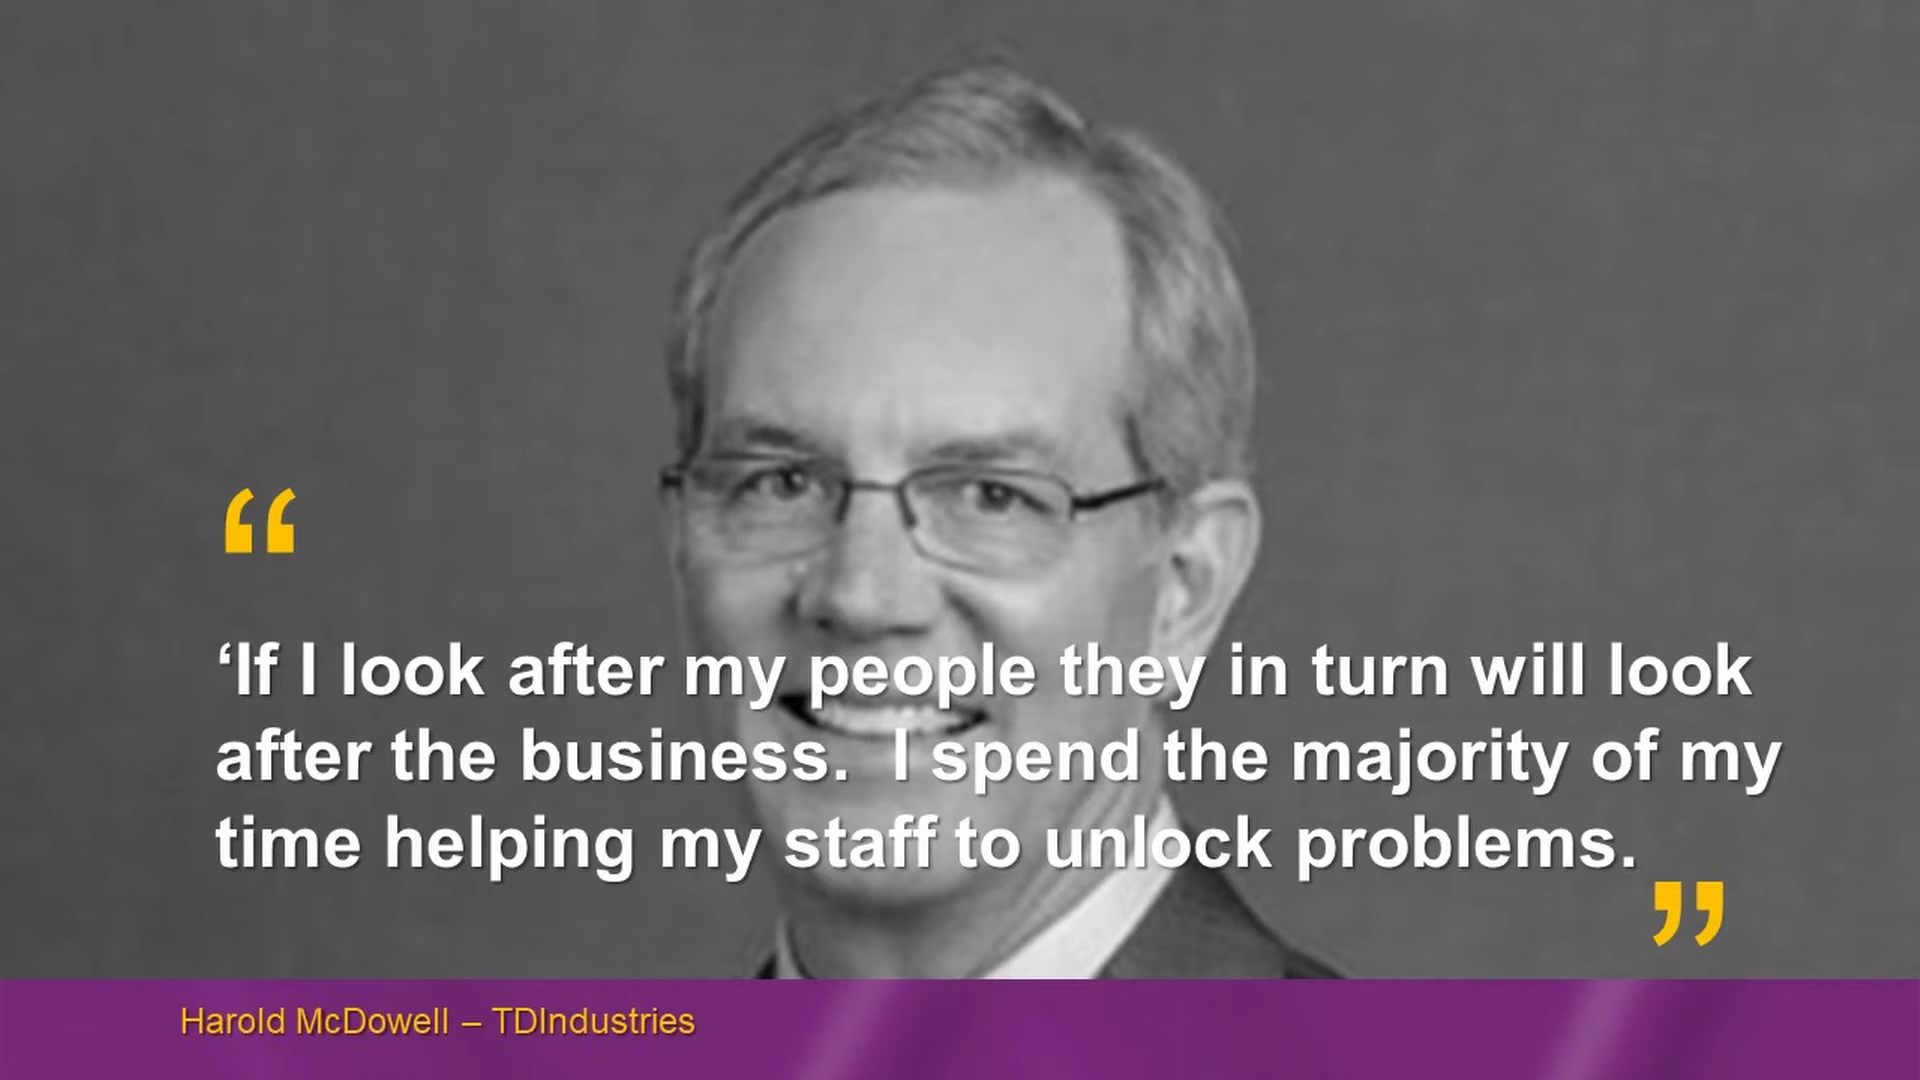 “
‘If I look after my people they in turn will look
after the business.  I spend the majority of my
time helping my staff to unlock problems.
”
Harold McDowell – TDIndustries